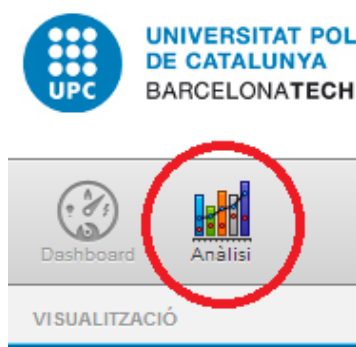 UNIVERSITAT POL
DE CATALUNYA
BARCELONATECH
UPC
Dashboard
Anàlisi
VISUALITZACIÓ